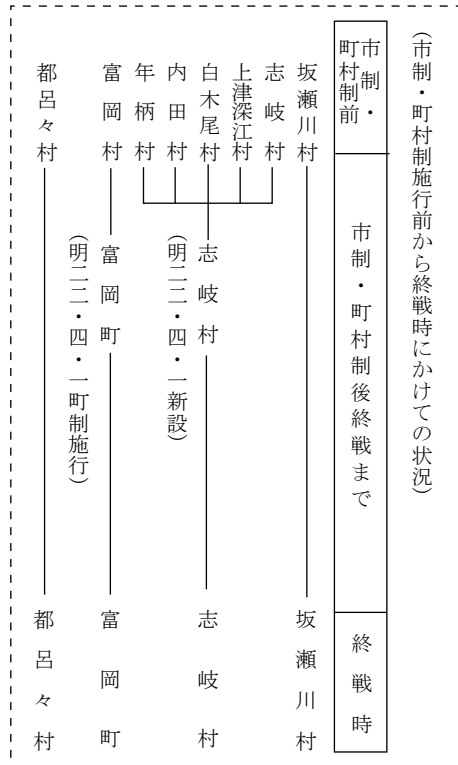 (市制・町村制施行前から終戦時にかけての状況)
市制・
町村制前
市制・町村制後終戦まで
終戦時
坂瀬川村
坂瀬川村
志岐村
上津深江村
白木尾村
内田村
年柄村
志岐村
(明二二・四・一新設)
志岐村
富岡村
富岡町
(明二二・四・一町制施行)
富岡町
都呂々村
都呂々村